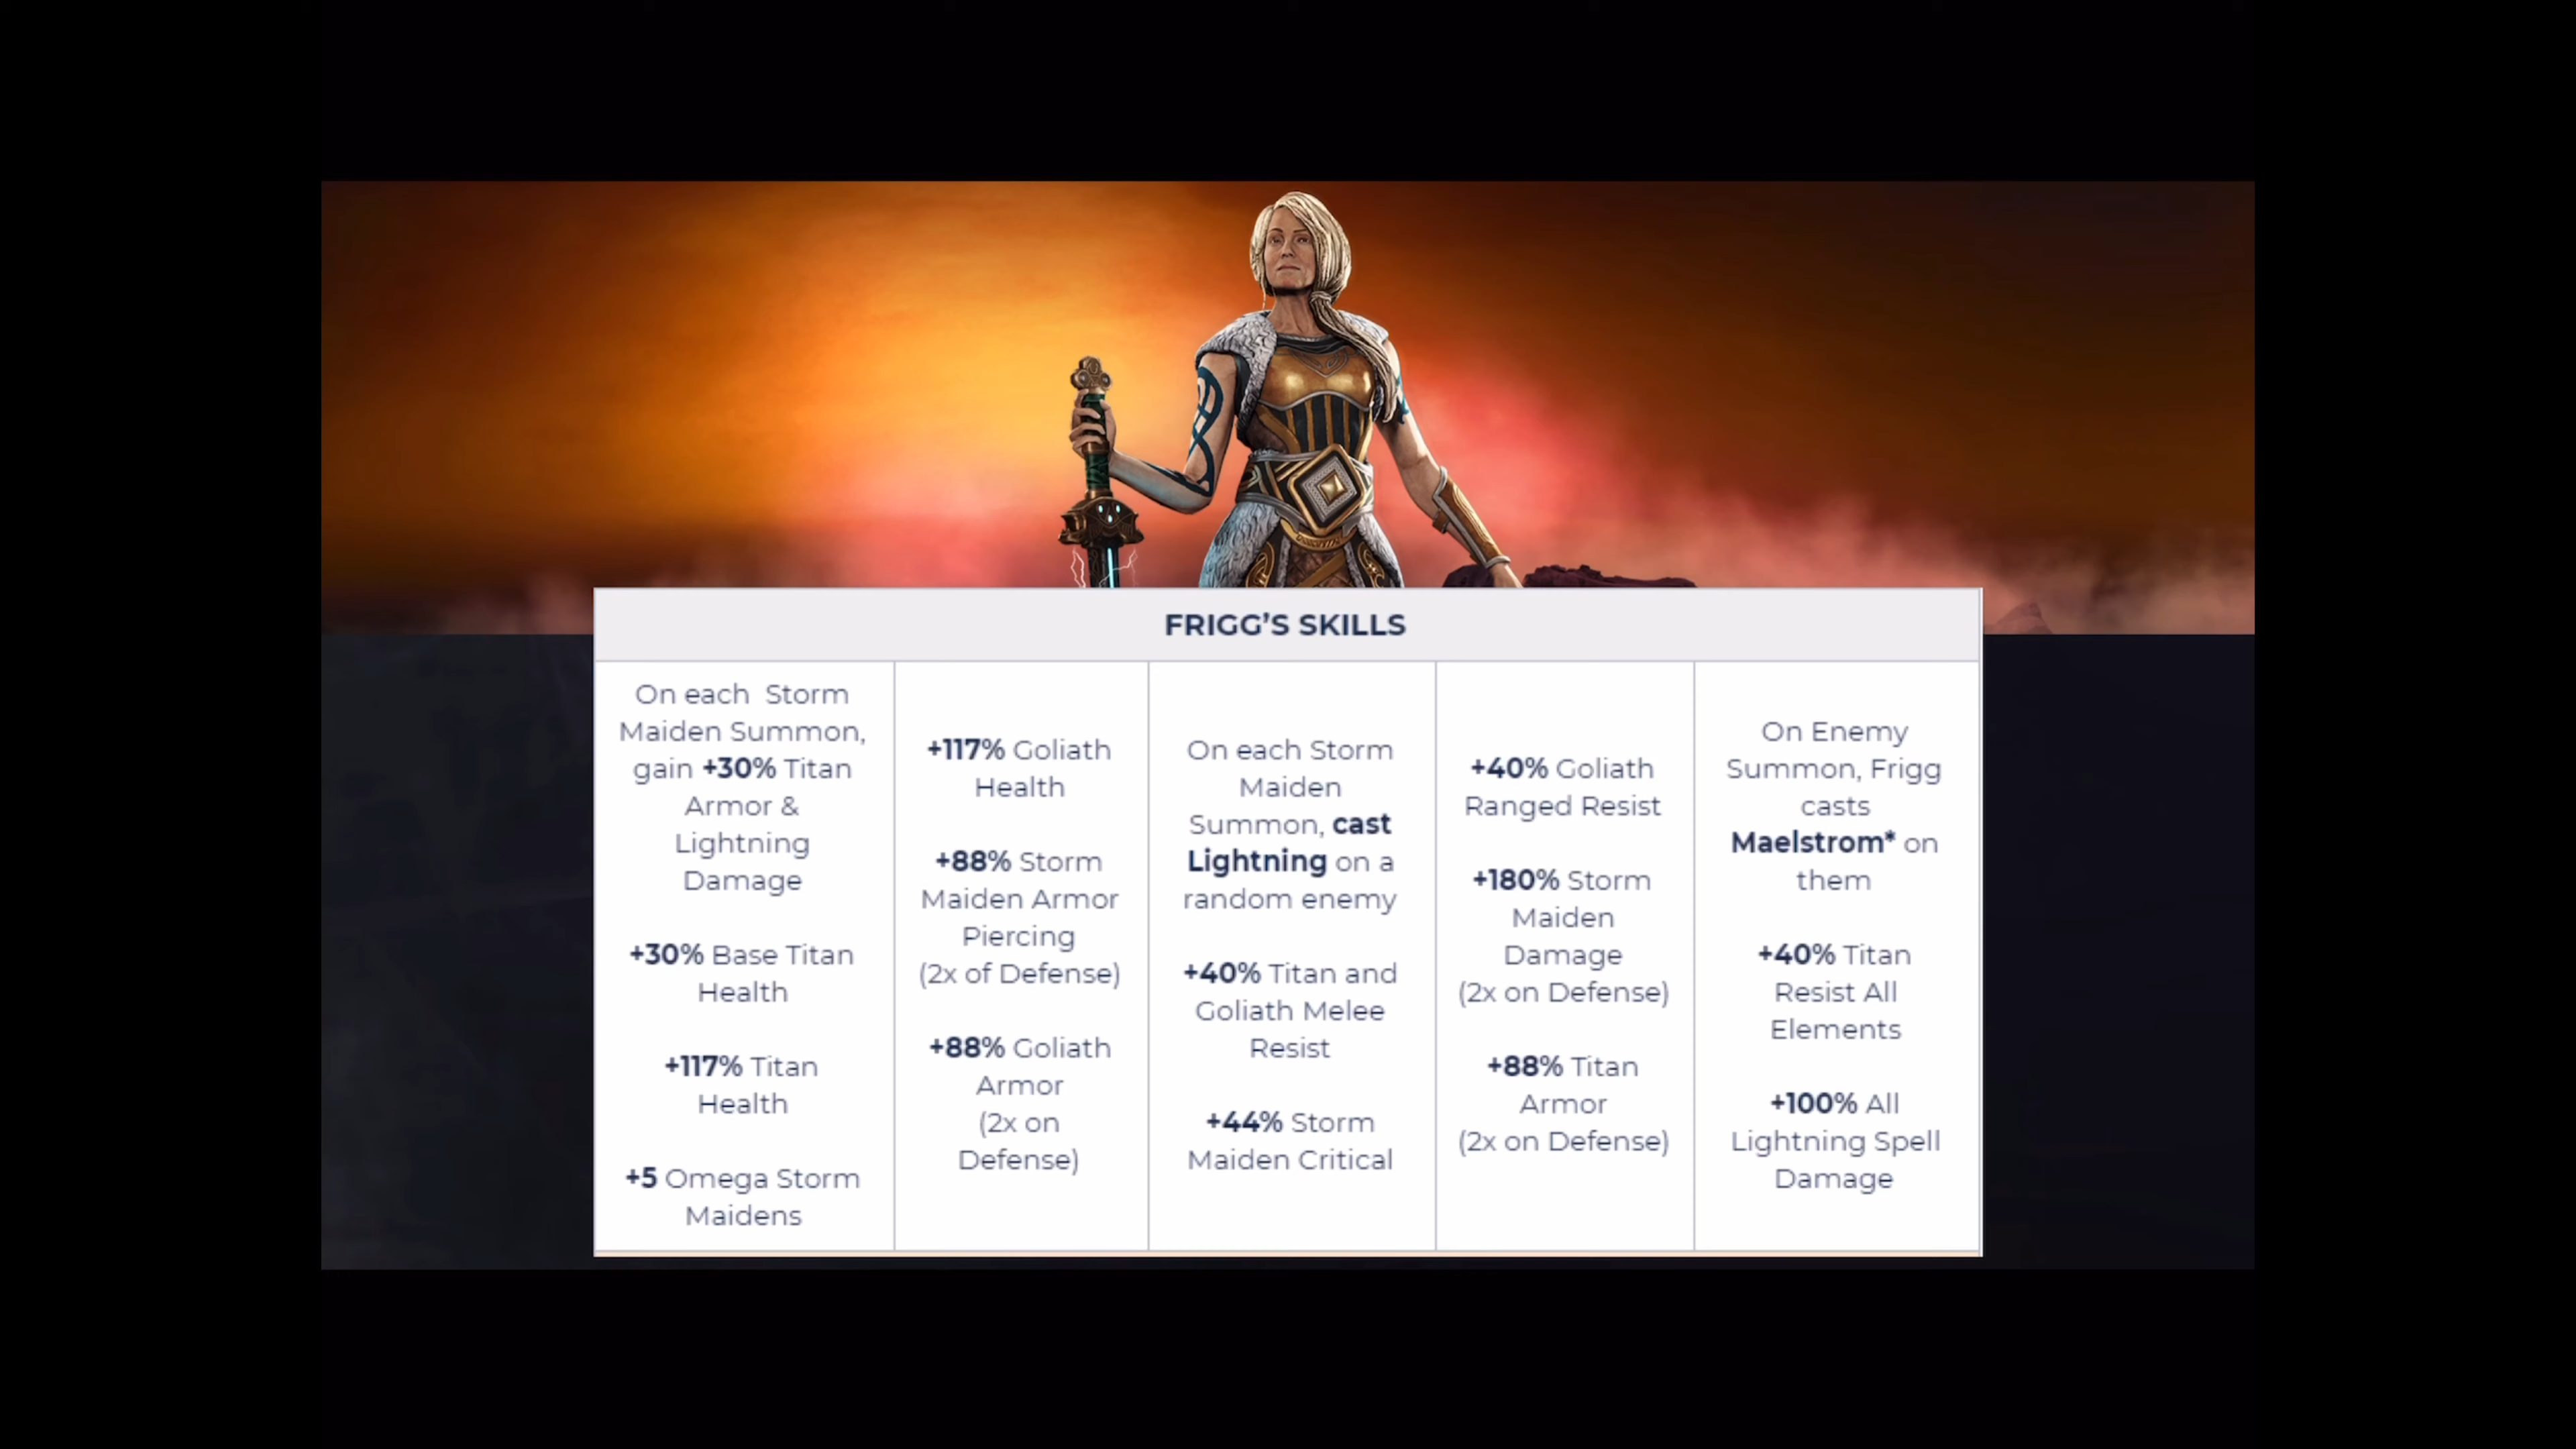 FRIGG'S SKILLS
On each Storm
Maiden Summon,
gain +30% Titan
Armor &
Lightning
Damage
+30% Base Titan
Health
+117% Titan
Health
+5 Omega Storm
Maidens
+117% Goliath
Health
+88% Storm
Maiden Armor
Piercing
(2x of Defense)
+88% Goliath
Armor
(2x on
Defense)
On each Storm
Maiden
Summon, cast
Lightning on a
random enemy
+40% Titan and
Goliath Melee
Resist
+44% Storm
Maiden Critical
+40% Goliath
Ranged Resist
+180% Storm
Maiden
Damage
(2x on Defense)
+88% Titan
Armor
(2x on Defense)
On Enemy
Summon, Frigg
casts
Maelstrom* on
them
+40% Titan
Resist All
Elements
+100% All
Lightning Spell
Damage